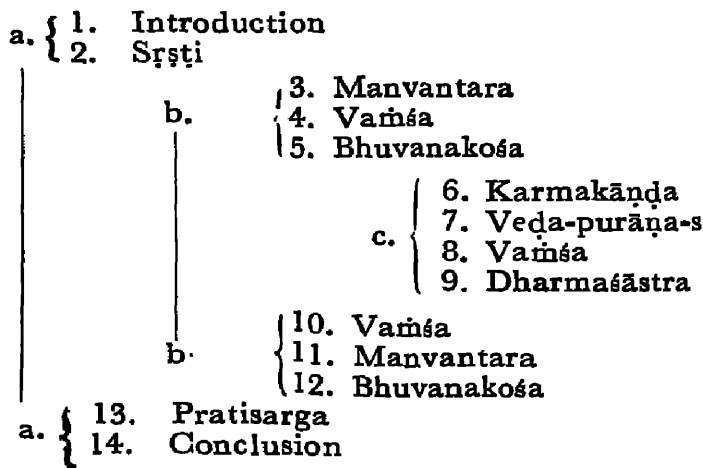 a. { 1. Introduction
2. Sṛṣṭi
3. Manvantara
b. { 4. Vaṁśa
5. Bhuvanakośa
6. Karmakāṇḍa
7. Veḍa-purāṇa-s
c. { 8. Vaṁśa
9. Dharmaśāstra
10. Vaṁśa
b. { 11. Manvantara
12. Bhuvanakośa
a. { 13. Pratisarga
14. Conclusion